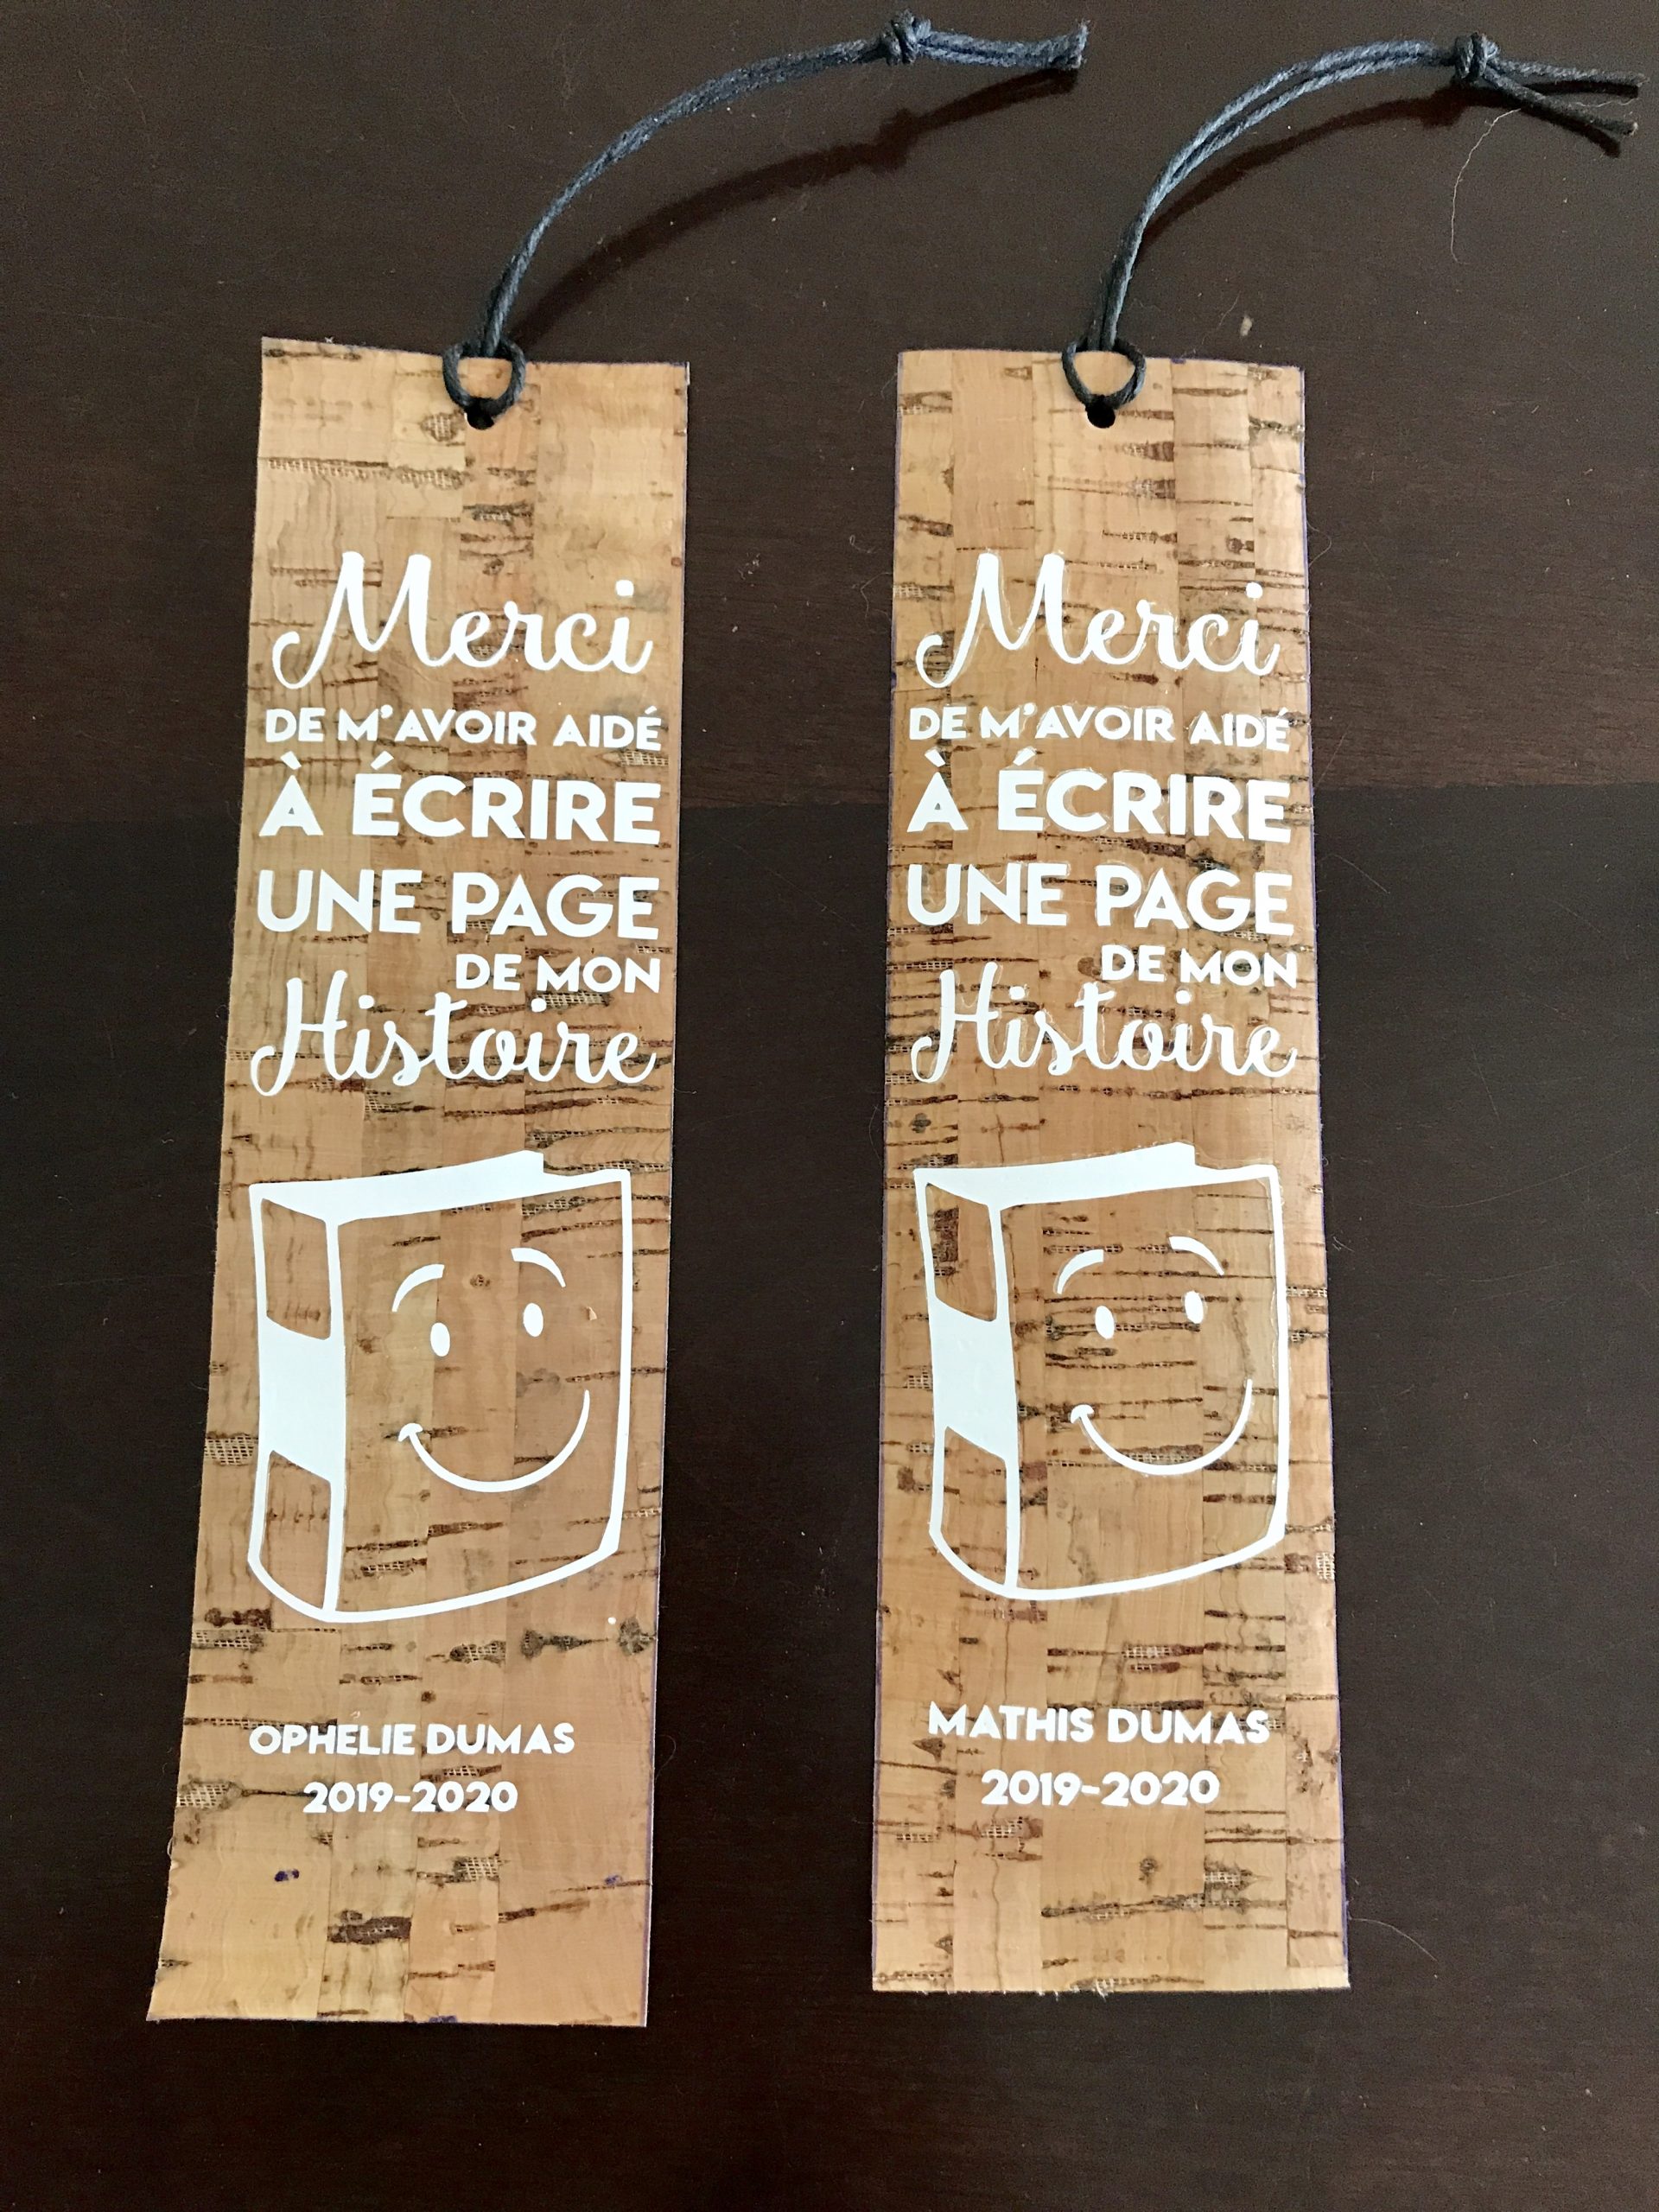 Merci
DE M'AVOIR AIDÉ
À ÉCRIRE
UNE PAGE
DE MON
Histoire
OPHELIE DUMAS
2019-2020
Merci
DE M'AVOIR AIDÉ
À ÉCRIRE
UNE PAGE
DE MON
Histoire
MATHIS DUMAS
2019-2020